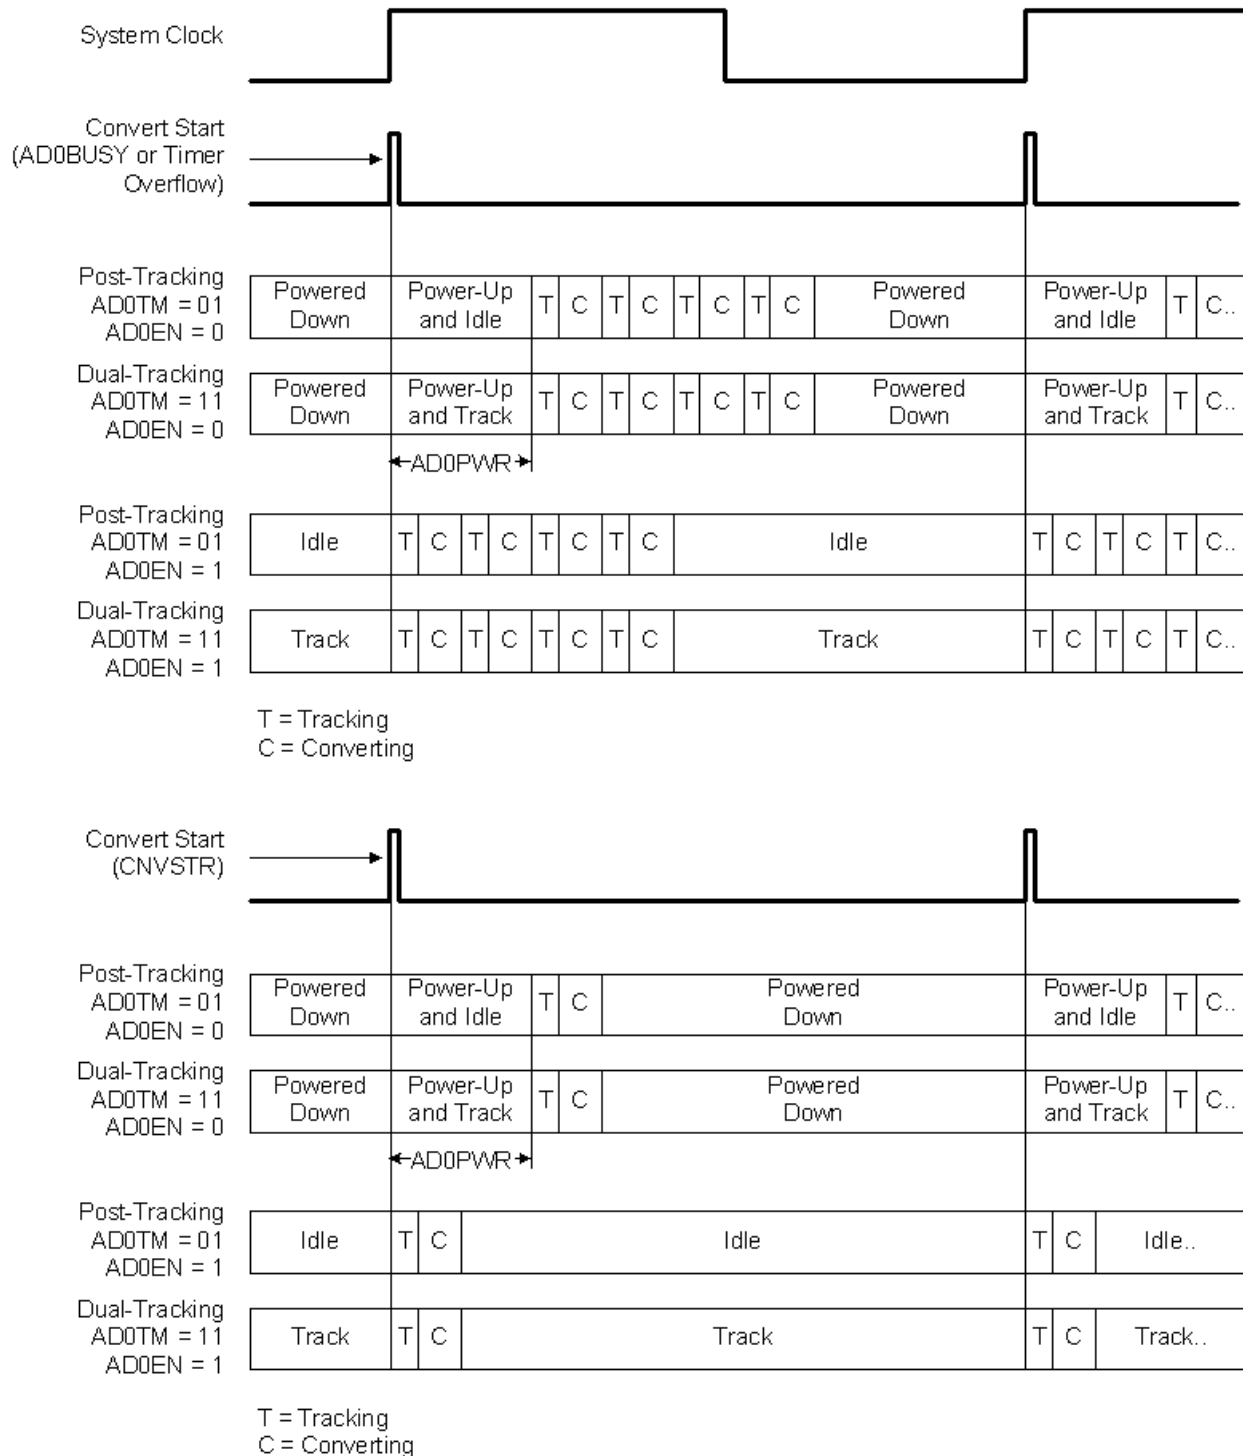 System Clock
Convert Start
(AD0BUSY or Timer
Overflow)
Post-Tracking
AD0TM = 01
AD0EN = 0
Powered
Down
Power-Up
and Idle
T C T C T C T C
Powered
Down
Power-Up
and Idle
T C..
Dual-Tracking
AD0TM = 11
AD0EN = 0
Powered
Down
Power-Up
and Track
T C T C T C T C
Powered
Down
Power-Up
and Track
T C..
AD0PWR
Post-Tracking
AD0TM = 01
AD0EN = 1
Idle T C T C T C T C Idle T C T C T C..
Dual-Tracking
AD0TM = 11
AD0EN = 1
Track T C T C T C T C Track T C T C T C..
T = Tracking
C = Converting
Convert Start
(CNVSTR)
Post-Tracking
AD0TM = 01
AD0EN = 0
Powered
Down
Power-Up
and Idle
T C
Powered
Down
Power-Up
and Idle
T C..
Dual-Tracking
AD0TM = 11
AD0EN = 0
Powered
Down
Power-Up
and Track
T C
Powered
Down
Power-Up
and Track
T C..
AD0PWR
Post-Tracking
AD0TM = 01
AD0EN = 1
Idle T C Idle T C Idle..
Dual-Tracking
AD0TM = 11
AD0EN = 1
Track T C Track T C Track..
T = Tracking
C = Converting